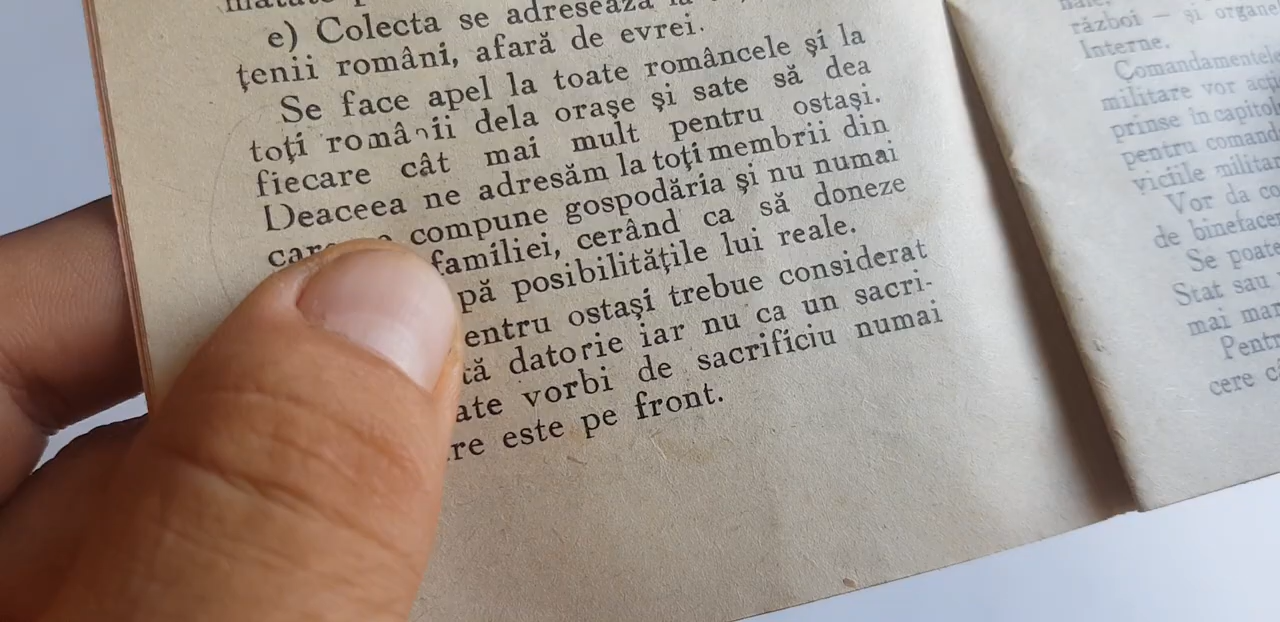 e) Colecta se adresează la
ţenii români, afară de evrei.
Se face apel la toate româncele şi la
toţi românii dela oraşe şi sate să dea
fiecare cât mai mult pentru ostaşi.
Deaceea ne adresăm la toţi membrii din
compune gospodăria şi nu numai
familiei, cerând ca să doneze
pă posibilităţile lui reale.
entru ostaşi trebue considerat
tă datorie iar nu ca un sacri-
ate vorbi de sacrificiu numai
re este pe front.
război — şi organe
Interne.
Comandamentele
militare vor
prinse în capitol
pentru comand
viciile militar
Vor da co
de binefacer
Se poate
Stat sau
mai mar
Pentr
cere